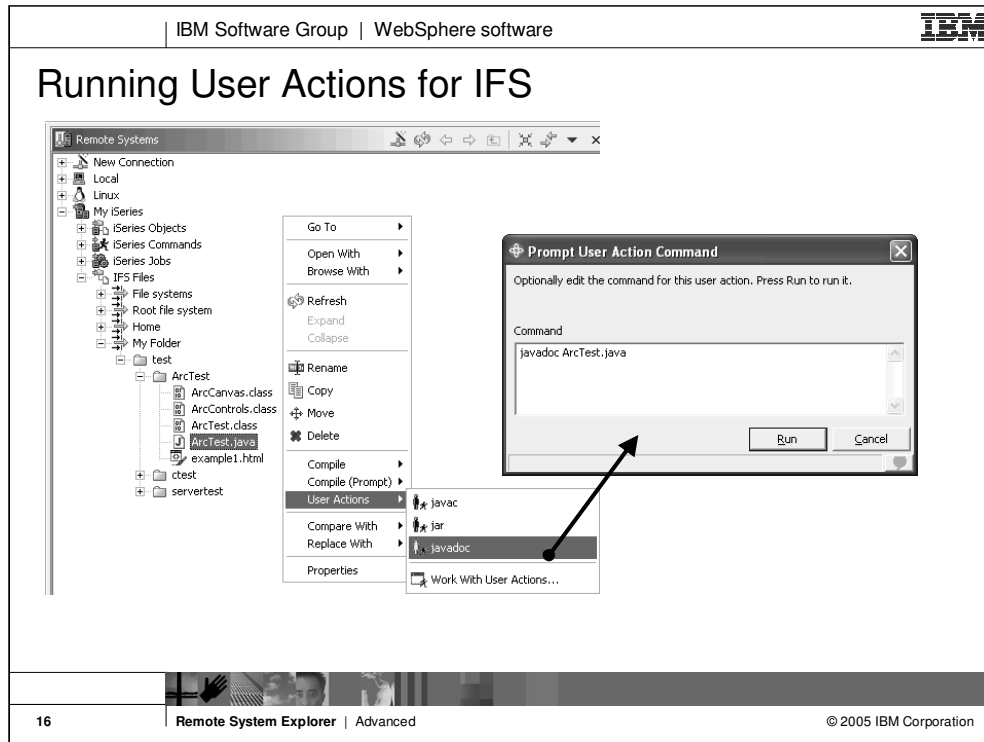 IBM Software Group | WebSphere software
IBM
Running User Actions for IFS
Remote Systems
New Connection
Local
Linux
My iSeries
iSeries Objects
iSeries Commands
iSeries Jobs
IFS Files
File systems
Root file system
Home
My Folder
test
ArcTest
ArcCanvas.class
ArcControls.class
ArcTest.class
ArcTest.java
example1.html
ctest
servertest
Go To
Open With
Browse With
Refresh
Expand
Collapse
Rename
Copy
Move
Delete
Compile
Compile (Prompt)
User Actions
Compare With
Replace With
Properties
javac
jar
javadoc
Work With User Actions...
Prompt User Action Command
Optionally edit the command for this user action. Press Run to run it.
Command
javadoc ArcTest.java
Run
Cancel
16
Remote System Explorer | Advanced
© 2005 IBM Corporation